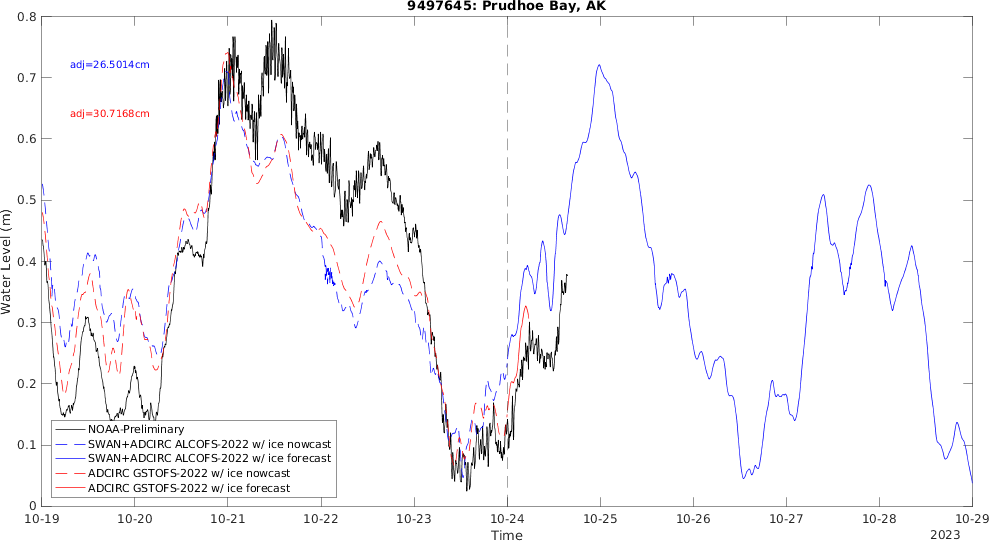 9497645: Prudhoe Bay, AK
0.8
0.7
0.6
0.5
0.4
0.3
0.2
0.1
0
Water Level (m)
adj=26.5014cm
adj=30.7168cm
NOAA-Preliminary
SWAN+ADCIRC ALCOFS-2022 w/ ice nowcast
SWAN+ADCIRC ALCOFS-2022 w/ ice forecast
ADCIRC GSTOFS-2022 w/ ice nowcast
ADCIRC GSTOFS-2022 w/ ice forecast
10-19 10-20 10-21 10-22 10-23 10-24 10-25 10-26 10-27 10-28 10-29
Time
2023